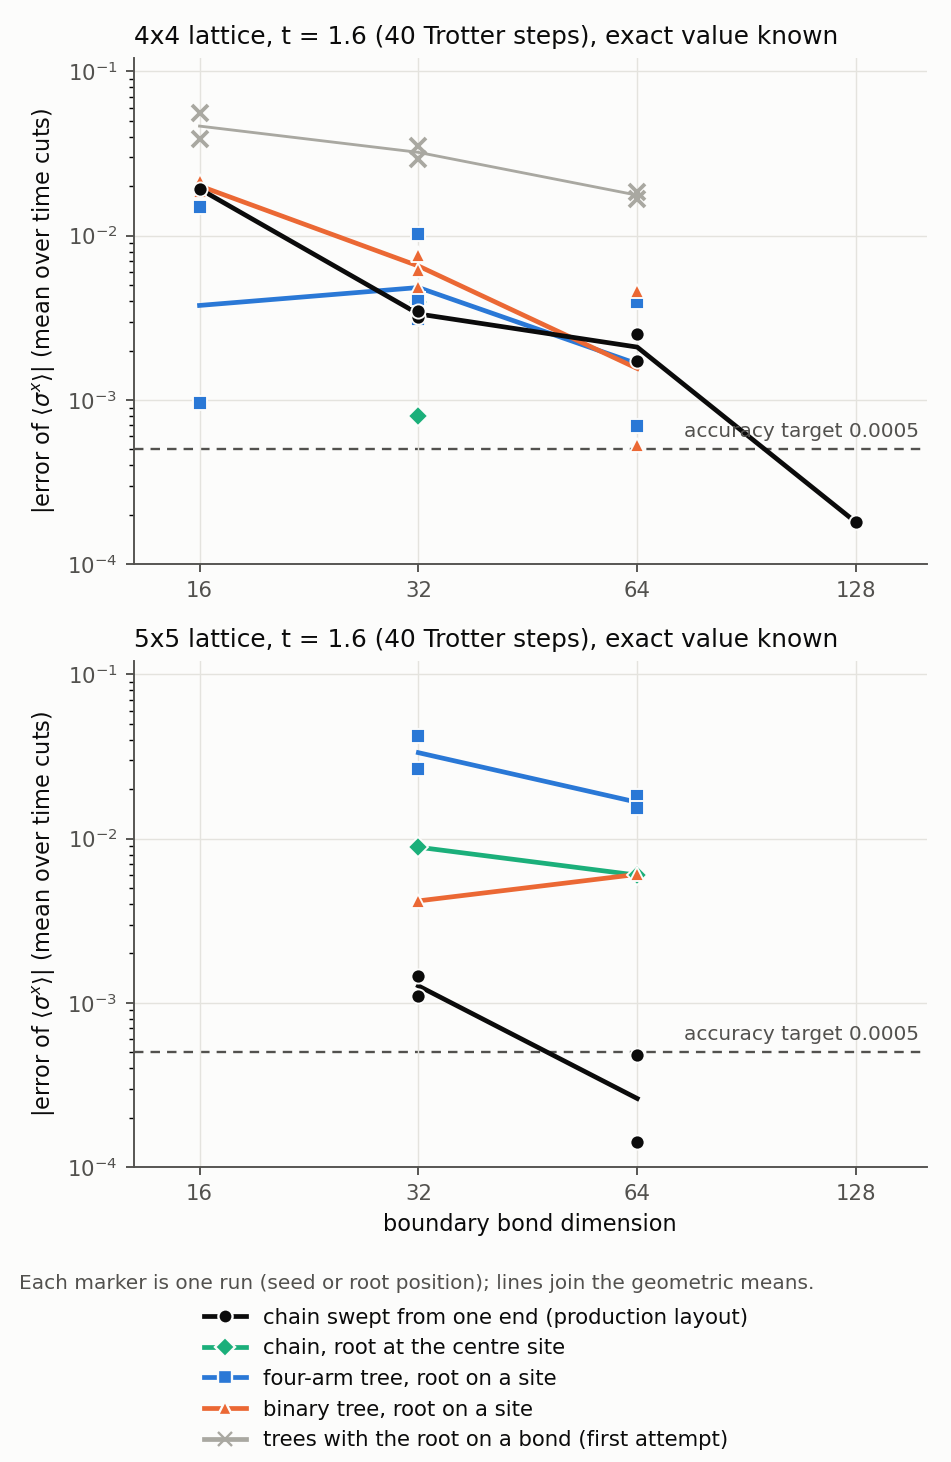 4x4 lattice, t = 1.6 (40 Trotter steps), exact value known
|error of ⟨σˣ⟩| (mean over time cuts)
10⁻¹
10⁻²
10⁻³
10⁻⁴
accuracy target 0.0005
16 32 64 128
5x5 lattice, t = 1.6 (40 Trotter steps), exact value known
|error of ⟨σˣ⟩| (mean over time cuts)
10⁻¹
10⁻²
10⁻³
10⁻⁴
accuracy target 0.0005
16 32 64 128
boundary bond dimension
Each marker is one run (seed or root position); lines join the geometric means.
chain swept from one end (production layout)
chain, root at the centre site
four-arm tree, root on a site
binary tree, root on a site
trees with the root on a bond (first attempt)